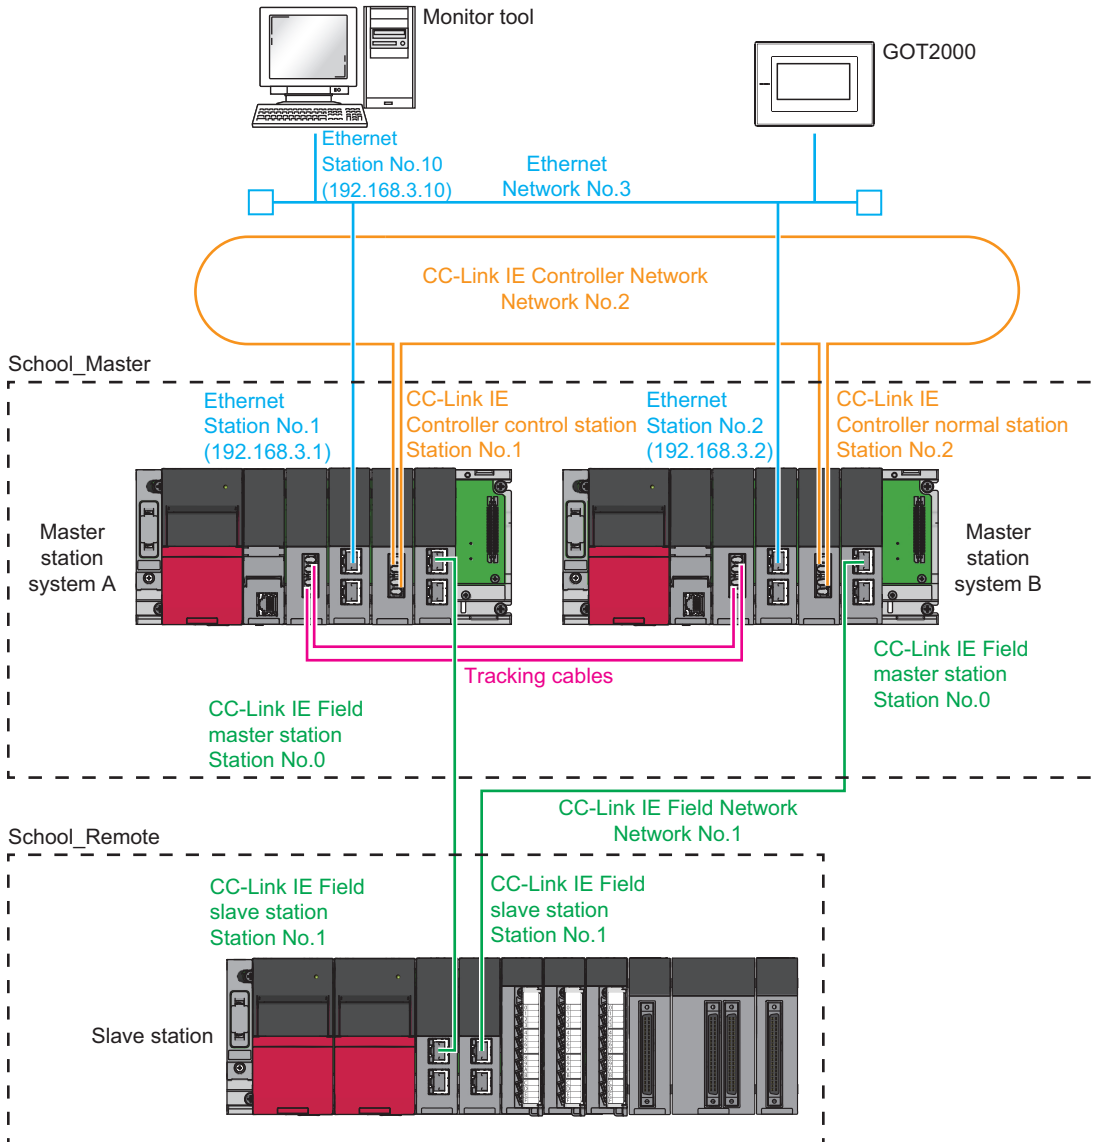 Monitor tool
GOT2000
Ethernet
Station No.10
(192.168.3.10)
Ethernet
Network No.3
CC-Link IE Controller Network
Network No.2
School_Master
Ethernet
Station No.1
(192.168.3.1)
CC-Link IE
Controller control station
Station No.1
Ethernet
Station No.2
(192.168.3.2)
CC-Link IE
Controller normal station
Station No.2
Master
station
system A
Master
station
system B
Tracking cables
CC-Link IE Field
master station
Station No.0
CC-Link IE Field
master station
Station No.0
CC-Link IE Field Network
Network No.1
School_Remote
CC-Link IE Field
slave station
Station No.1
CC-Link IE Field
slave station
Station No.1
Slave station